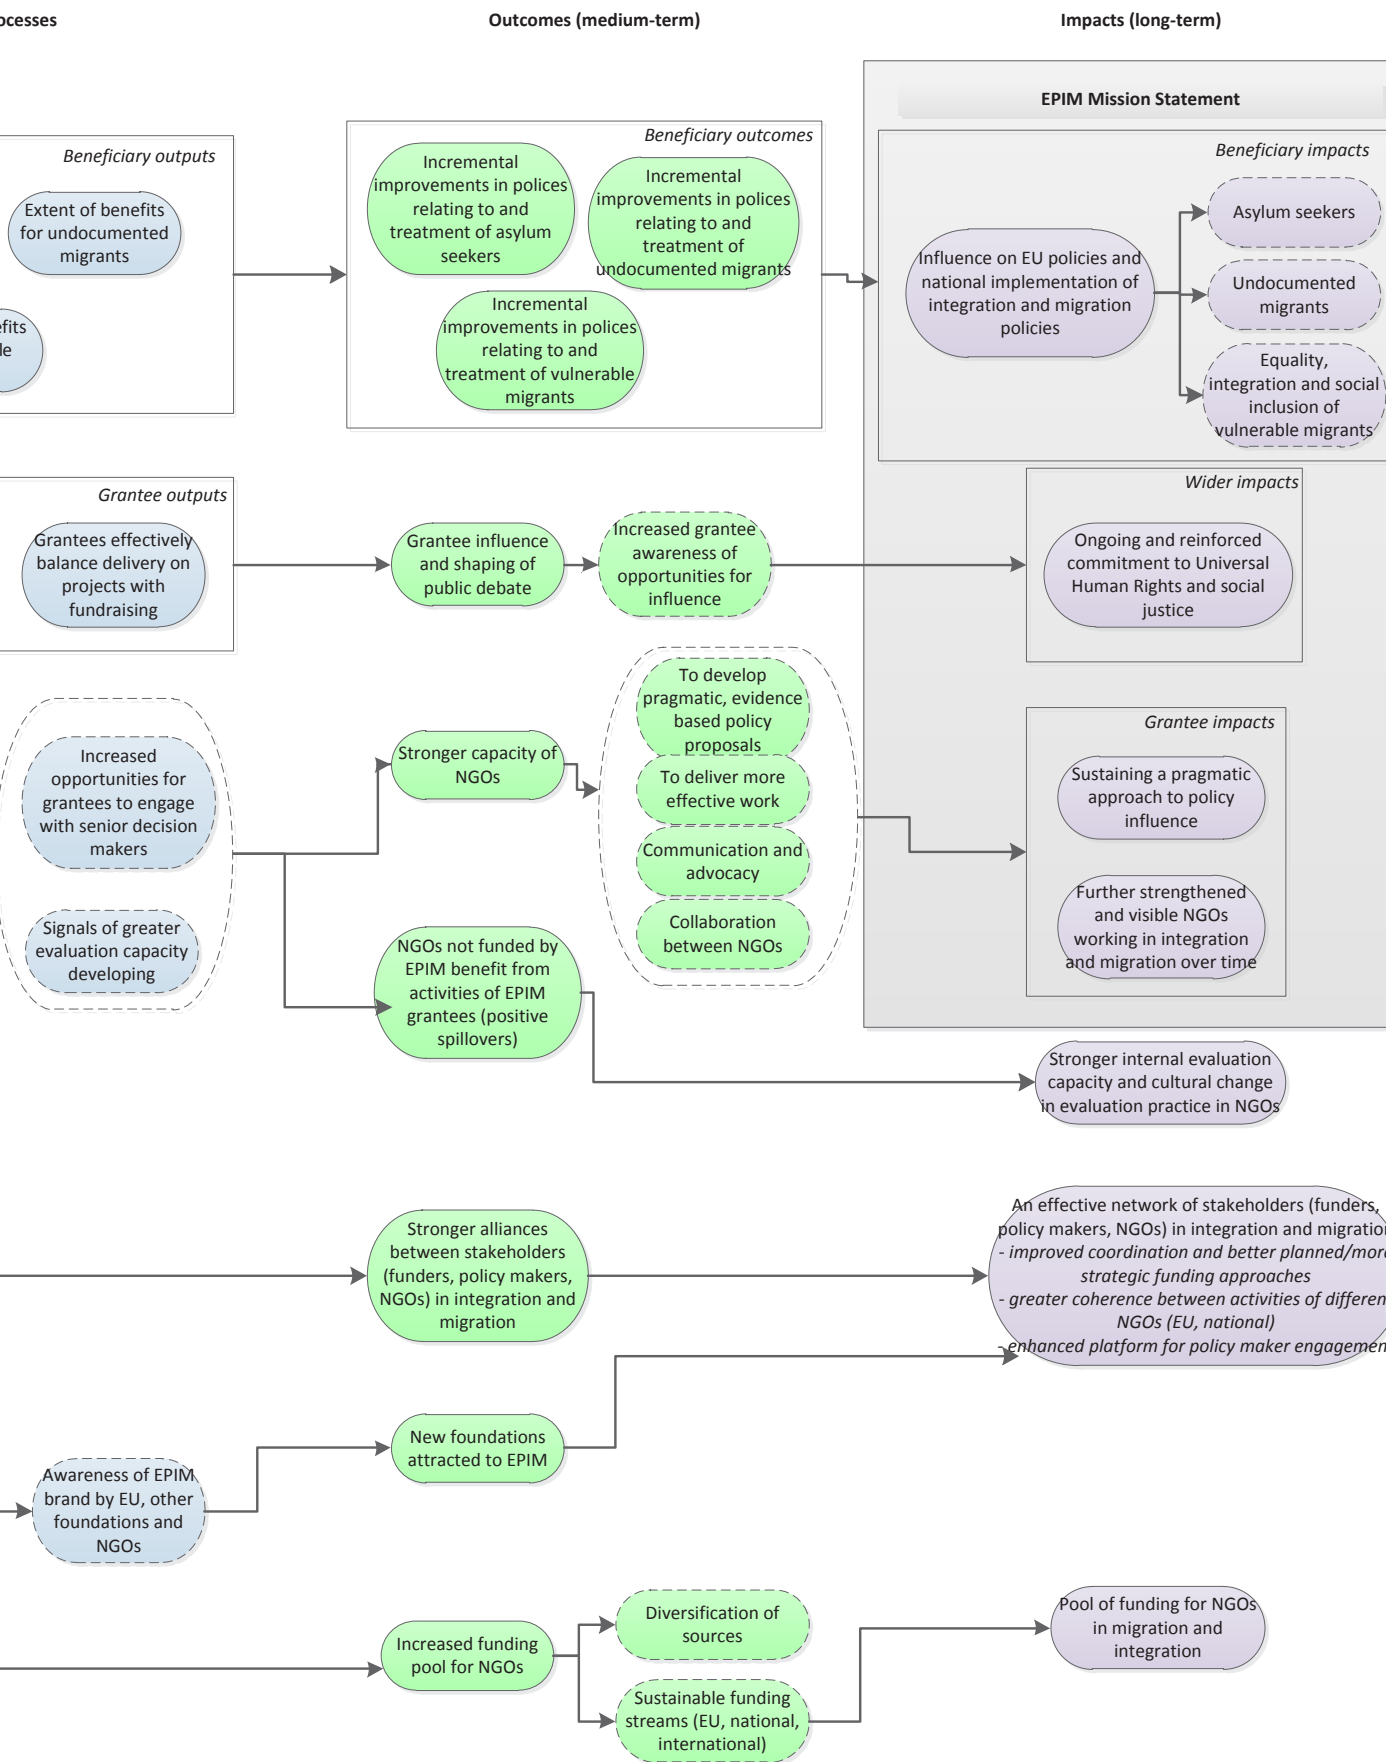 ocesses
Outcomes (medium-term)
Impacts (long-term)
EPIM Mission Statement
Beneficiary outputs
Extent of benefits
for undocumented
migrants
efits
le
Beneficiary outcomes
Incremental
improvements in polices
relating to and
treatment of asylum
seekers
Incremental
improvements in polices
relating to and
treatment of
undocumented migrants
Incremental
improvements in polices
relating to and
treatment of vulnerable
migrants
Beneficiary impacts
Influence on EU policies and
national implementation of
integration and migration
policies
Asylum seekers
Undocumented
migrants
Equality,
integration and social
inclusion of
vulnerable migrants
Grantee outputs
Grantees effectively
balance delivery on
projects with
fundraising
Grantee influence
and shaping of
public debate
Increased grantee
awareness of
opportunities for
influence
Wider impacts
Ongoing and reinforced
commitment to Universal
Human Rights and social
justice
Increased
opportunities for
grantees to engage
with senior decision
makers
Signals of greater
evaluation capacity
developing
Stronger capacity of
NGOs
To develop
pragmatic, evidence
based policy
proposals
To deliver more
effective work
Communication and
advocacy
Collaboration
between NGOs
Grantee impacts
Sustaining a pragmatic
approach to policy
influence
Further strengthened
and visible NGOs
working in integration
and migration over time
NGOs not funded by
EPIM benefit from
activities of EPIM
grantees (positive
spillovers)
Stronger internal evaluation
capacity and cultural change
in evaluation practice in NGOs
Stronger alliances
between stakeholders
(funders, policy makers,
NGOs) in integration and
migration
An effective network of stakeholders (funders,
policy makers, NGOs) in integration and migration
- improved coordination and better planned/more
strategic funding approaches
- greater coherence between activities of differen
NGOs (EU, national)
- enhanced platform for policy maker engagemen
New foundations
attracted to EPIM
Awareness of EPIM
brand by EU, other
foundations and
NGOs
Increased funding
pool for NGOs
Diversification of
sources
Sustainable funding
streams (EU, national,
international)
Pool of funding for NGOs
in migration and
integration